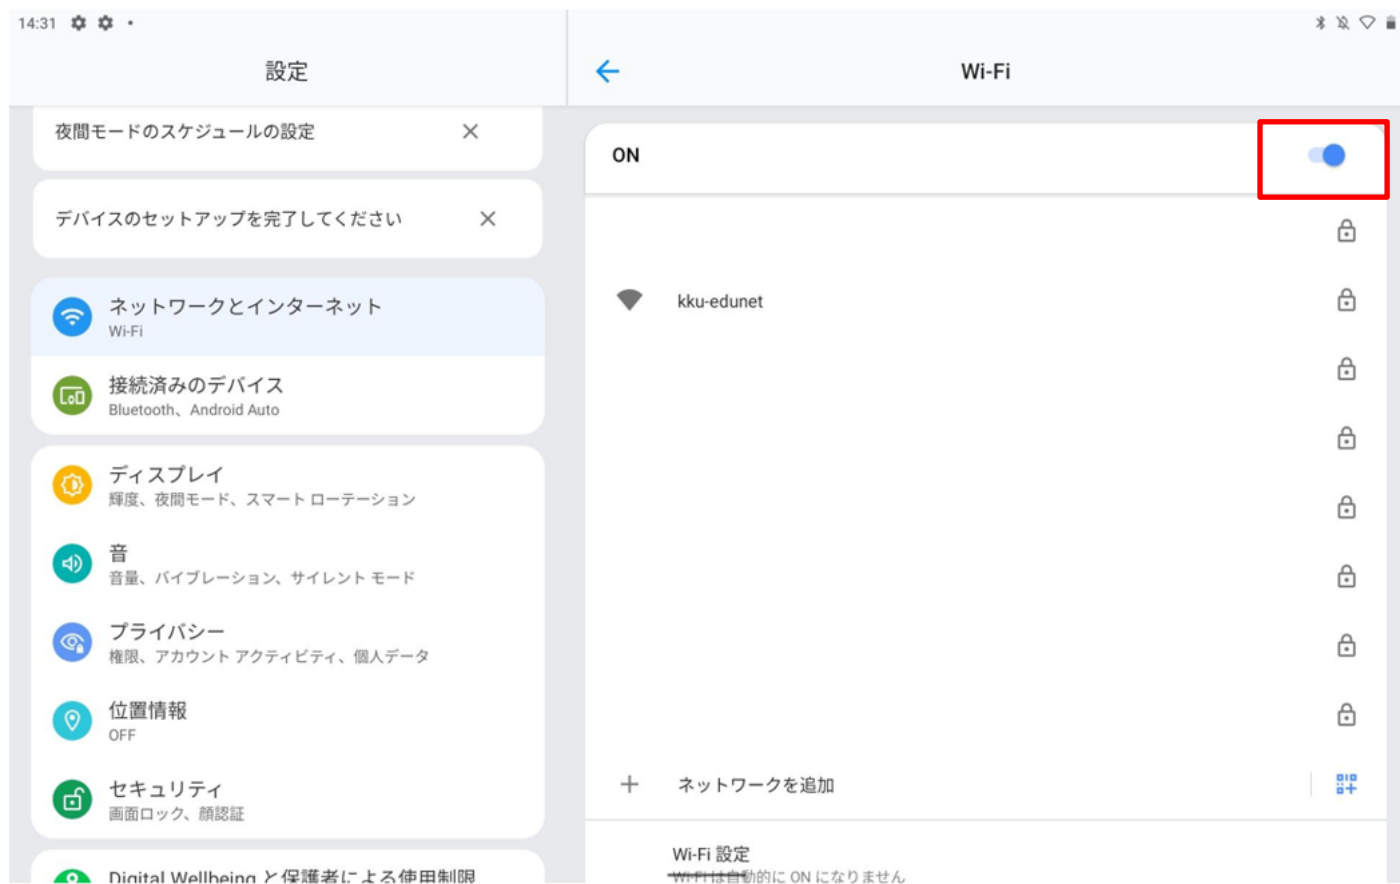 14:31
設定
夜間モードのスケジュールの設定
デバイスのセットアップを完了してください
ネットワークとインターネット
Wi-Fi
接続済みのデバイス
Bluetooth、Android Auto
ディスプレイ
輝度、夜間モード、スマート ローテーション
音
音量、バイブレーション、サイレント モード
プライバシー
権限、アカウント アクティビティ、個人データ
位置情報
OFF
セキュリティ
画面ロック、顔認証
Digital Wellbeing と保護者による使用制限
Wi-Fi
ON
kku-edunet
ネットワークを追加
Wi-Fi 設定
Wi-Fi は自動的に ON になりません